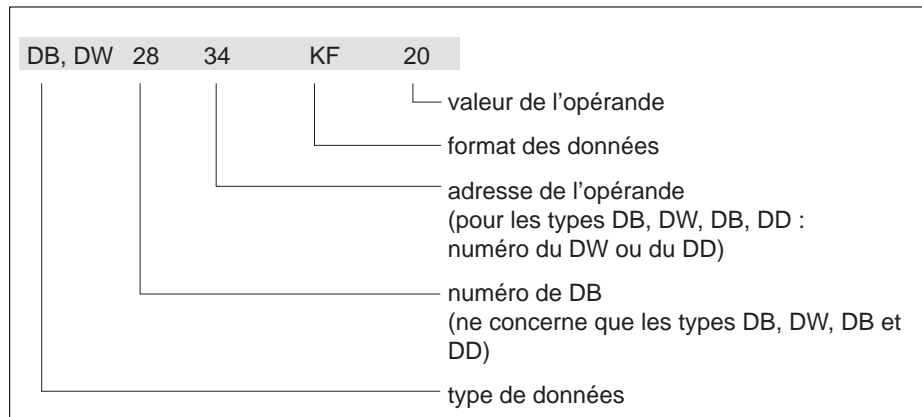 DB, DW 28 34 KF 20
valeur de l’opérande
format des données
adresse de l’opérande
(pour les types DB, DW, DB, DD :
numéro du DW ou du DD)
numéro de DB
(ne concerne que les types DB, DW, DB et
DD)
type de données